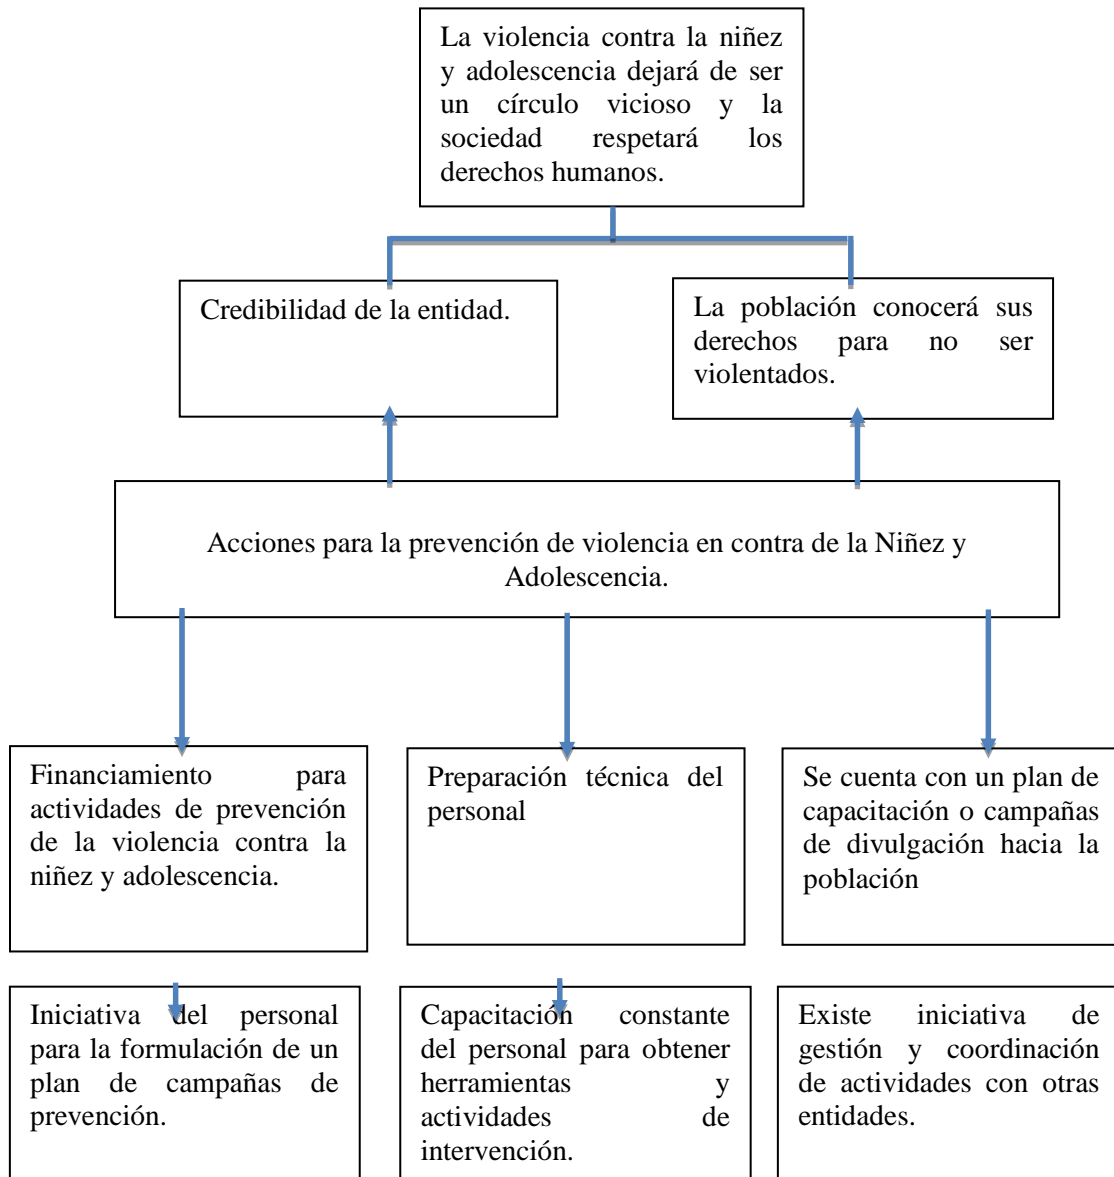 La violencia contra la niñez
y adolescencia dejará de ser
un círculo vicioso y la
sociedad respetará los
derechos humanos.
Credibilidad de la entidad.
La población conocerá sus
derechos para no ser
violentados.
Acciones para la prevención de violencia en contra de la Niñez y
Adolescencia.
Financiamiento para
actividades de prevención
de la violencia contra la
niñez y adolescencia.
Preparación técnica del
personal
Se cuenta con un plan de
capacitación o campañas
de divulgación hacia la
población
Iniciativa del personal
para la formulación de un
plan de campañas de
prevención.
Capacitación constante
del personal para obtener
herramientas y
actividades de
intervención.
Existe iniciativa de
gestión y coordinación
de actividades con otras
entidades.